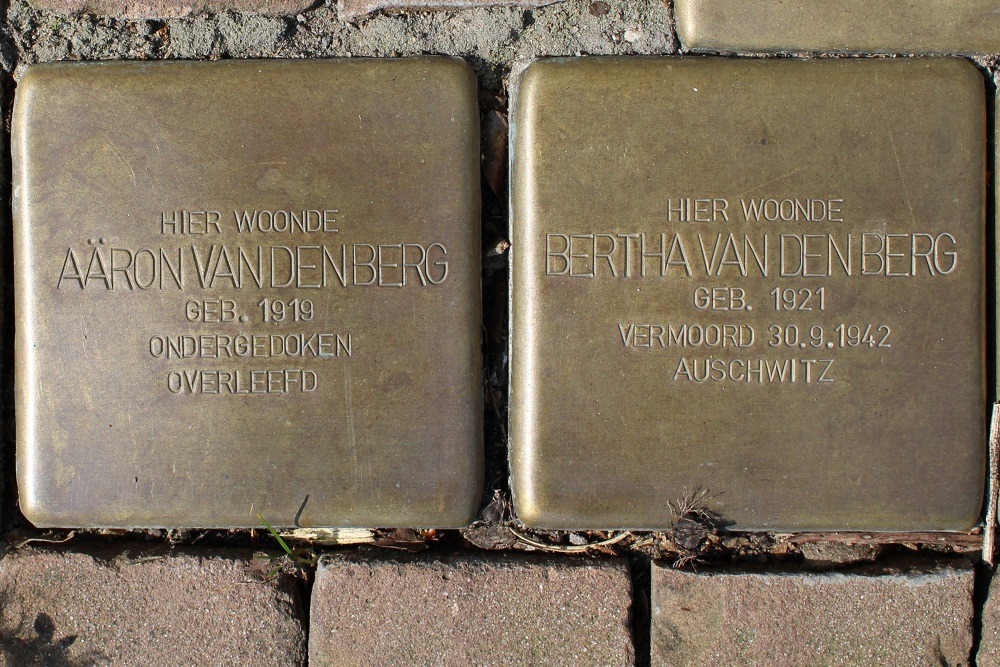 HIER WOONDE
AÄRON VAN DEN BERG
GEB. 1919
ONDERGEDOKEN
OVERLEEFD
HIER WOONDE
BERTHA VAN DEN BERG
GEB. 1921
VERMOORD 30.9.1942
AUSCHWITZ